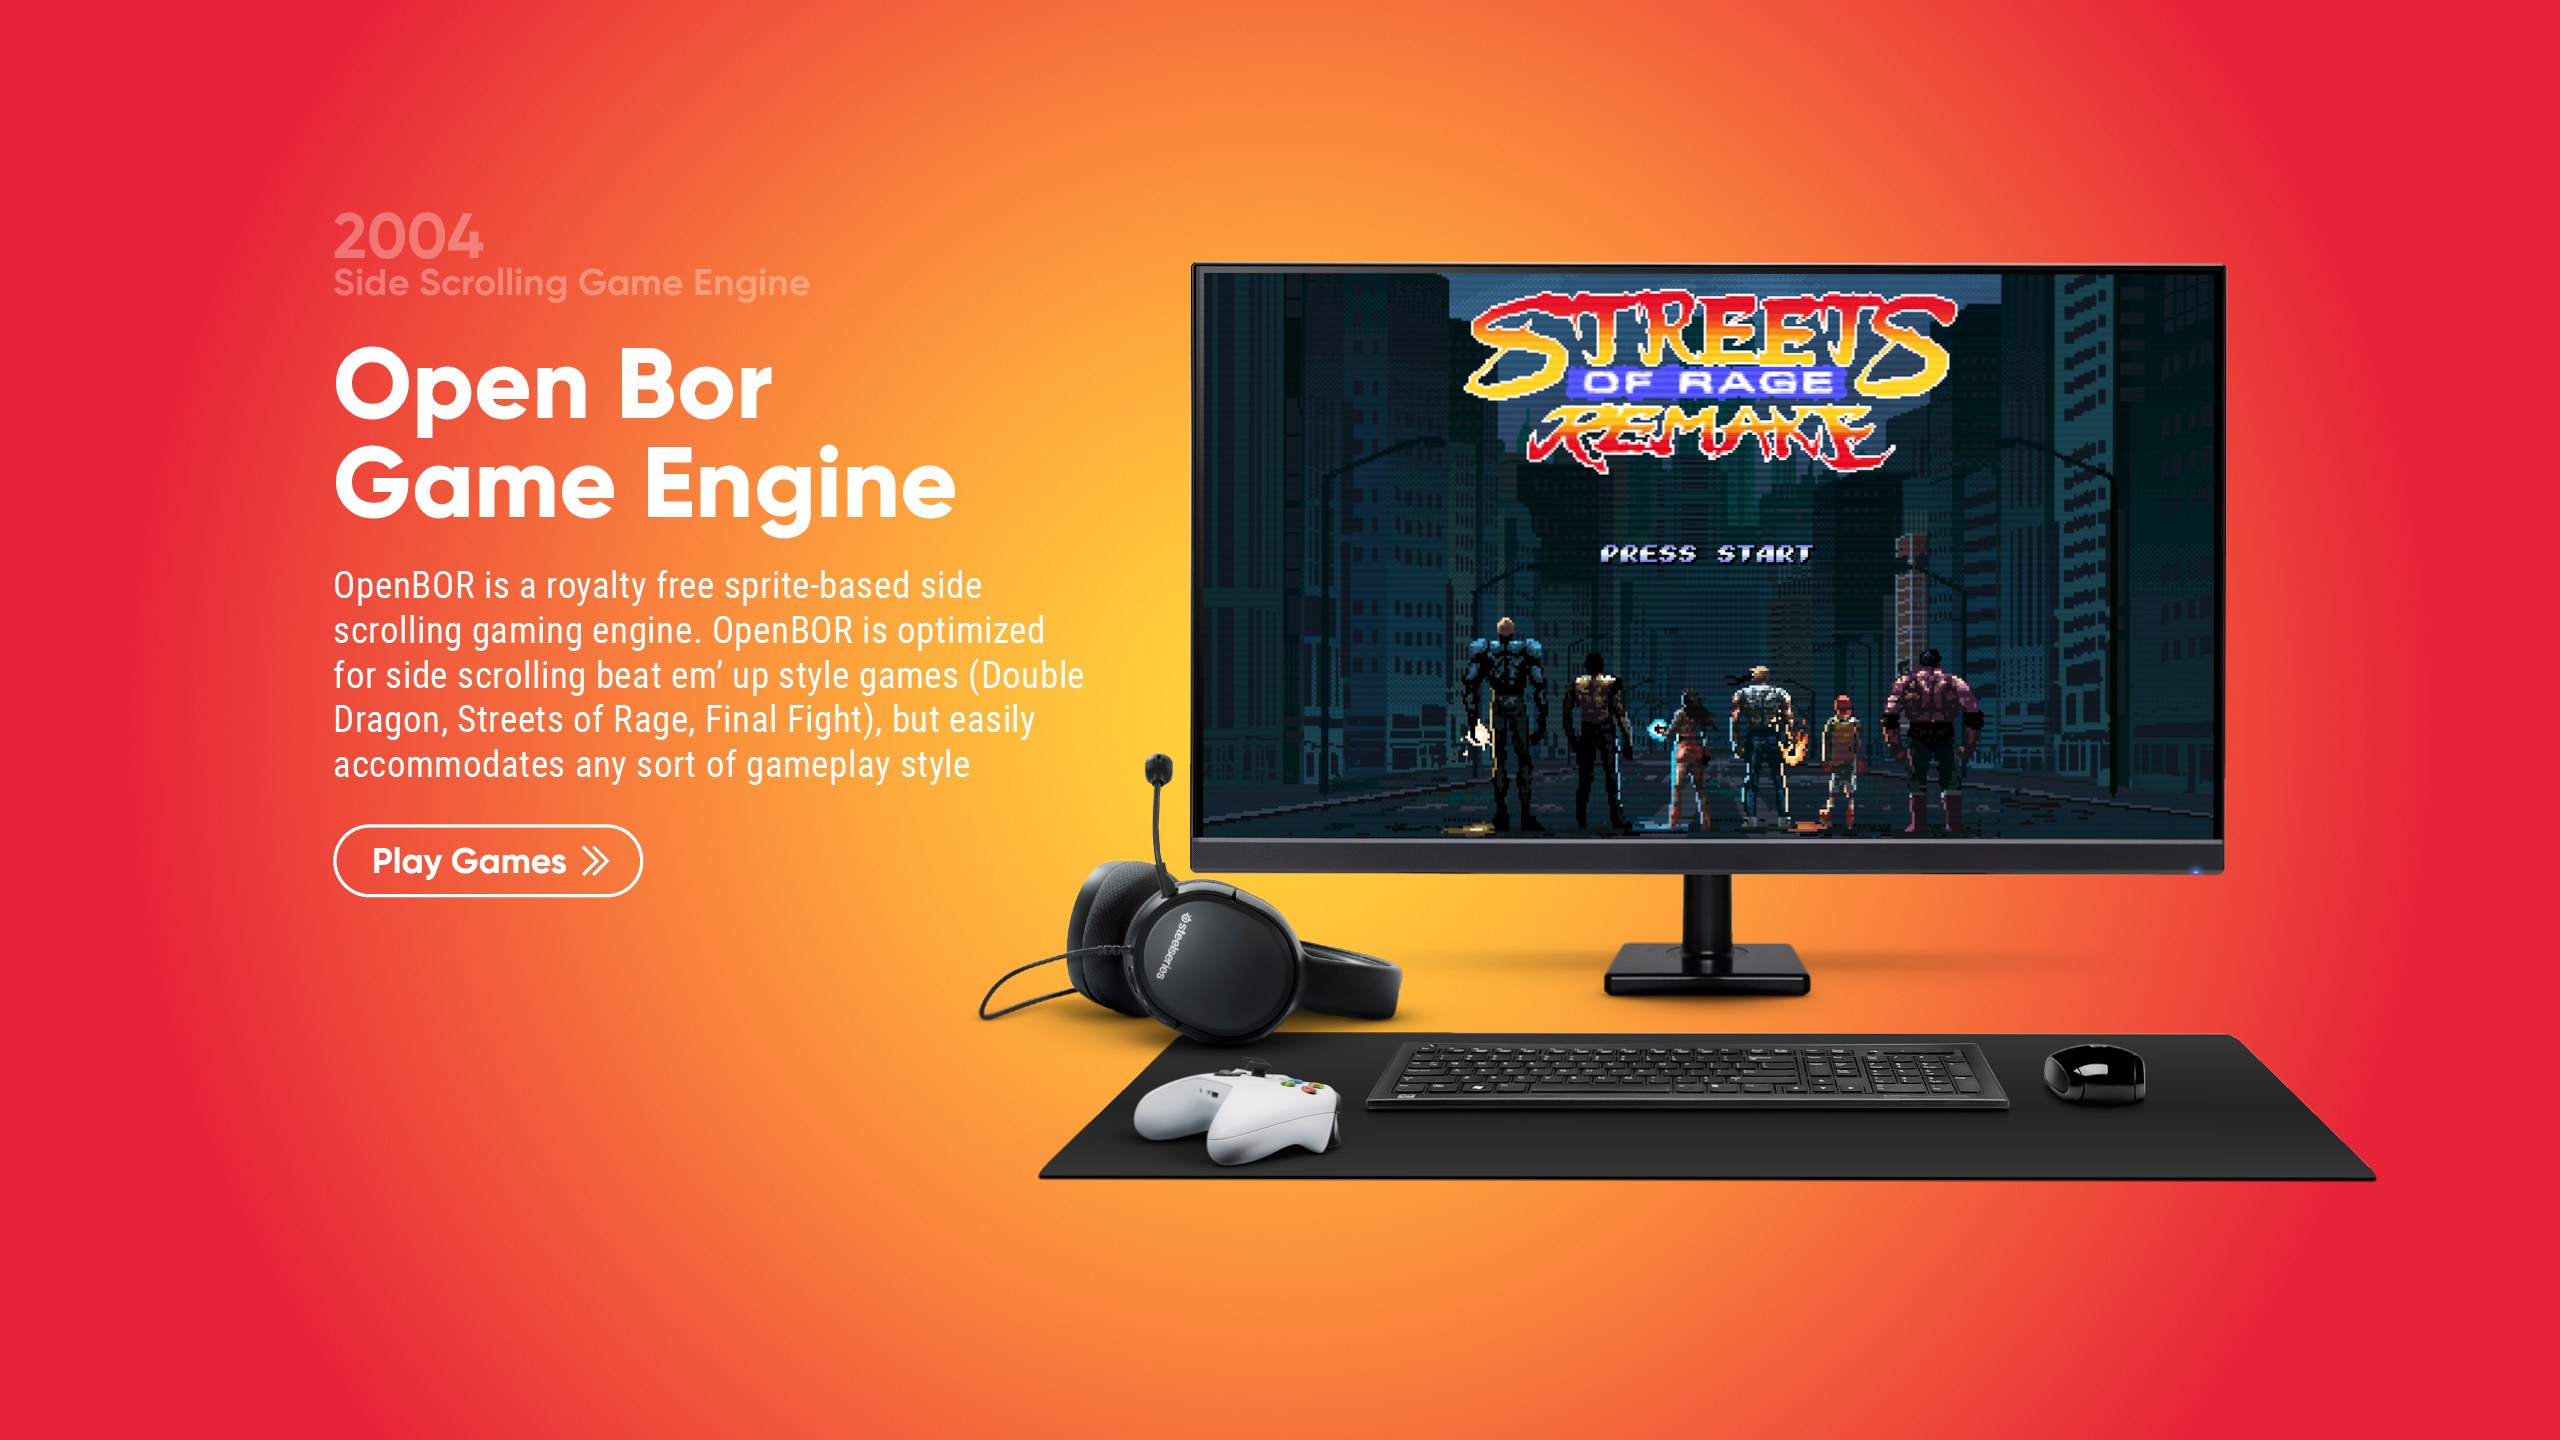 2004
Side Scrolling Game Engine
Open Bor
Game Engine
OpenBOR is a royalty free sprite-based side
scrolling gaming engine. OpenBOR is optimized
for side scrolling beat em’ up style games (Double
Dragon, Streets of Rage, Final Fight), but easily
accommodates any sort of gameplay style
Play Games
STREETS
OF RAGE
REMAKE
PRESS START
steelseries